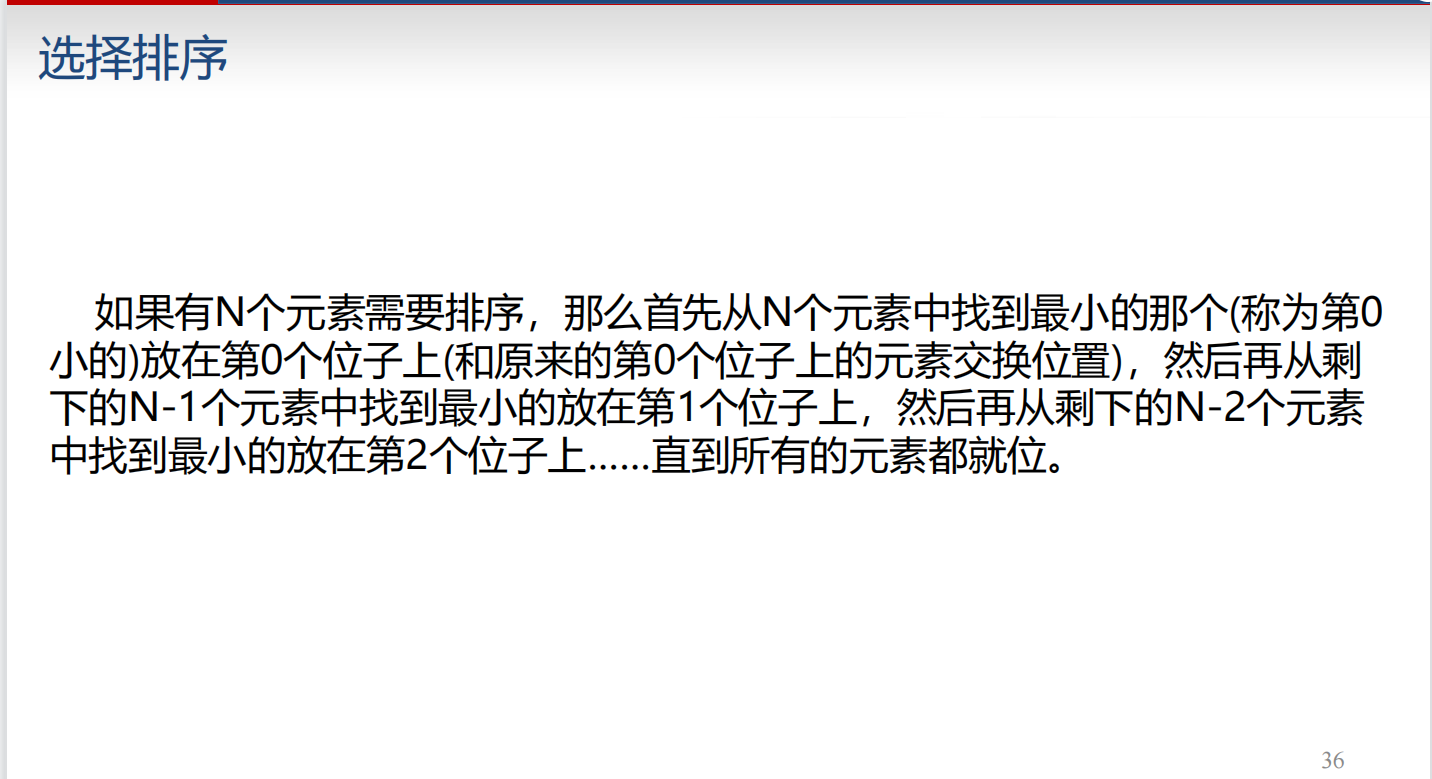 选择排序
如果有N个元素需要排序，那么首先从N个元素中找到最小的那个(称为第0
小的)放在第0个位子上(和原来的第0个位子上的元素交换位置)，然后再从剩
下的N-1个元素中找到最小的放在第1个位子上，然后再从剩下的N-2个元素
中找到最小的放在第2个位子上......直到所有的元素都就位。
36